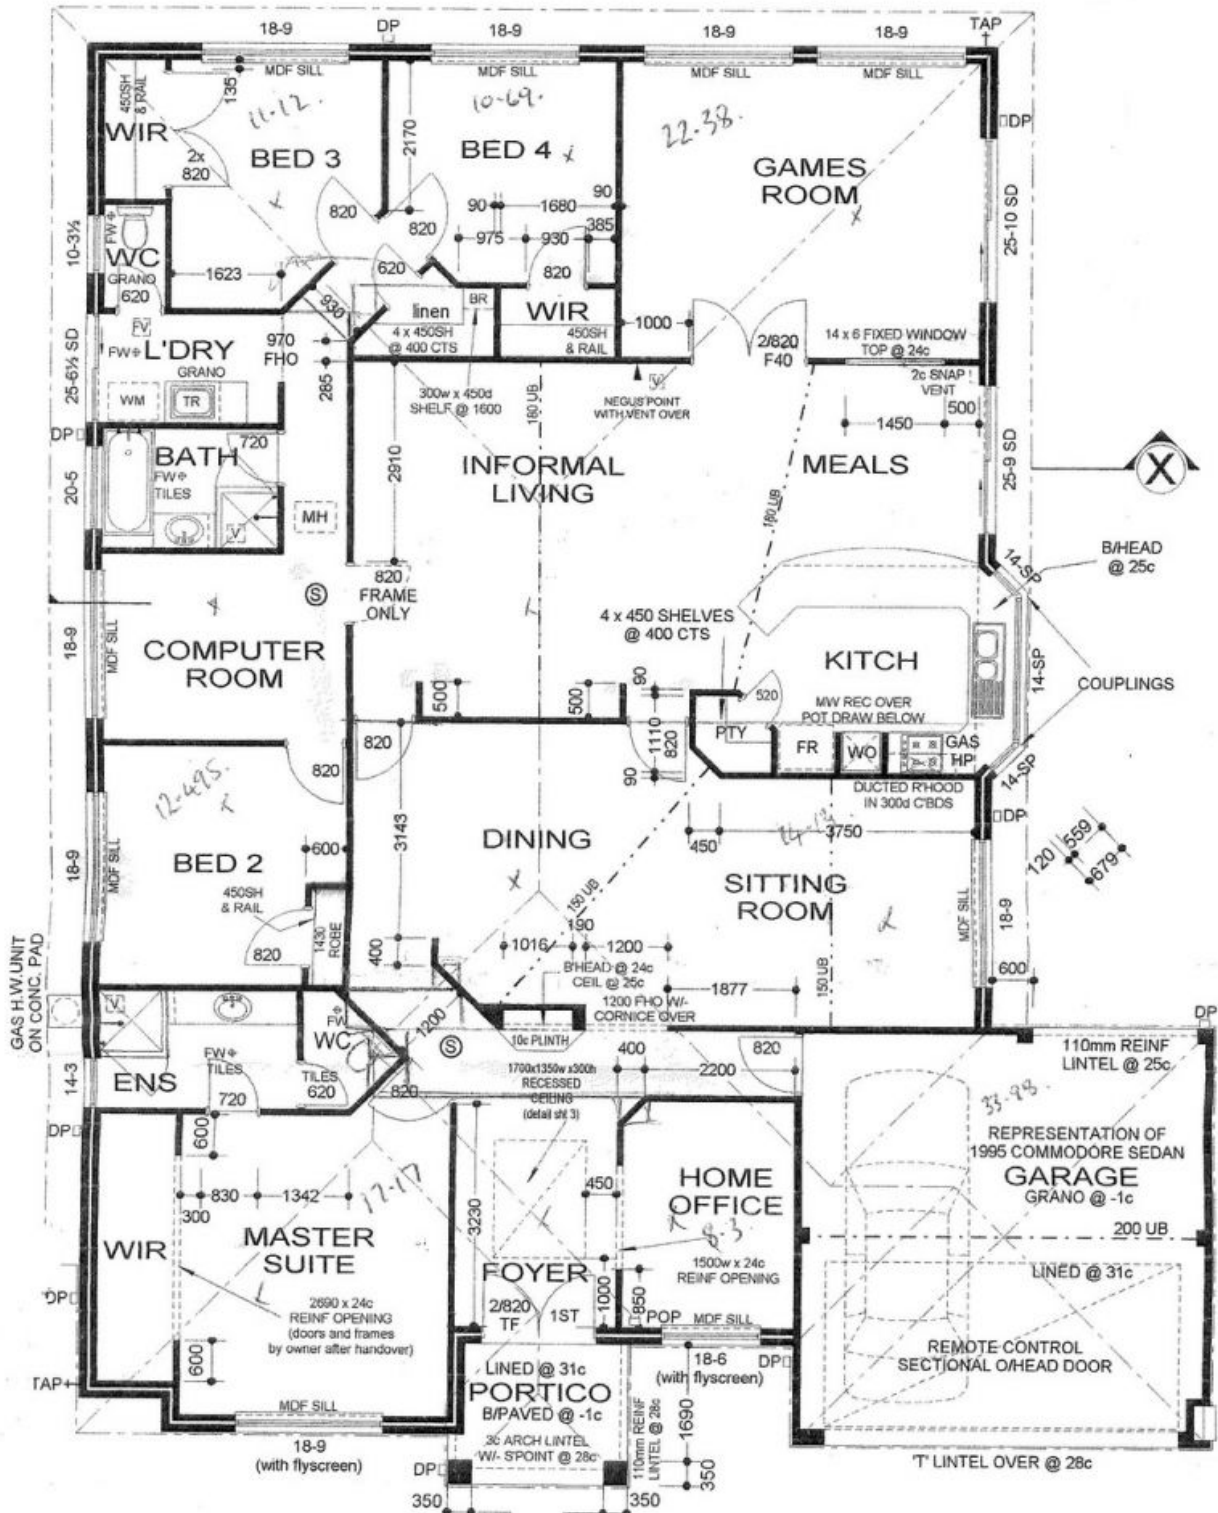 18-9
DP
18-9
18-9
18-9
TAP
MDF SILL
MDF SILL
MDF SILL
MDF SILL
450SH
& RAIL
135
11-12.
10-69.
22-38.
DP
WIR
2x
820
BED 3
2170
BED 4
GAMES
ROOM
90
1680
90
820
820
975
930
385
25-10 SD
10-3½
FW
WC
GRANO
620
1623
620
820
930
linen
BR
WIR
4 x 450SH
@ 400 CTS
450SH
& RAIL
1000
2/820
F40
14 x 6 FIXED WINDOW
TOP @ 24c
FW
L'DRY
GRANO
970
FHO
25-6½ SD
285
300w x 450d
SHELF @ 1600
160 UB
V
NEGUS POINT
WITH VENT OVER
2c SNAP
VENT
WM
TR
500
1450
DP
720
BATH
FW
TILES
20-5
V
MH
2910
INFORMAL
LIVING
MEALS
160 UB
25-9 SD
X
B/HEAD
@ 25c
14-SP
820
FRAME
ONLY
S
4 x 450 SHELVES
@ 400 CTS
18-9
MDF SILL
COMPUTER
ROOM
KITCH
14-SP
COUPLINGS
500
500
90
520
MW REC OVER
POT DRAW BELOW
PTY
1110
FR
WO
GAS
HP
820
820
820
90
14-SP
12-495.
DUCTED R'HOOD
IN 300d C'BDS
DP
3143
DINING
450
3750
559
120
679
18-9
MDF SILL
BED 2
600
450SH
& RAIL
SITTING
ROOM
150 UB
190
MDF SILL
18-9
820
1430
ROBE
400
1016
1200
B'HEAD @ 24c
CEIL @ 25c
150 UB
600
GAS H.W.UNIT
ON CONC. PAD
V
1877
1200 FHO W/-
CORNICE OVER
DP
FW
WC
1200
S
10c PLINTH
820
110mm REINF
LINTEL @ 25c
14-3
ENS
FW
TILES
TILES
620
720
820
1700x1350w x300h
RECESSED
CEILING
(detail sht 3)
400
2200
33-98
DP
600
REPRESENTATION OF
1995 COMMODORE SEDAN
GARAGE
GRANO @ -1c
HOME
OFFICE
450
830
1342
300
17-17
3230
8-3
200 UB
WIR
MASTER
SUITE
FOYER
1500w x 24c
REINF OPENING
LINED @ 31c
DP
2690 x 24c
REINF OPENING
(doors and frames
by owner after handover)
2/820
TF
1ST
1000
850
POP
MDF SILL
REMOTE CONTROL
SECTIONAL O/HEAD DOOR
600
TAP
LINED @ 31c
PORTICO
B/PAVED @ -1c
18-6
(with flyscreen)
DP
MDF SILL
3c ARCH LINTEL
W/- S'POINT @ 28c
110mm REINF
LINTEL @ 28c
1690
18-9
(with flyscreen)
'T' LINTEL OVER @ 28c
DP
350
350
350